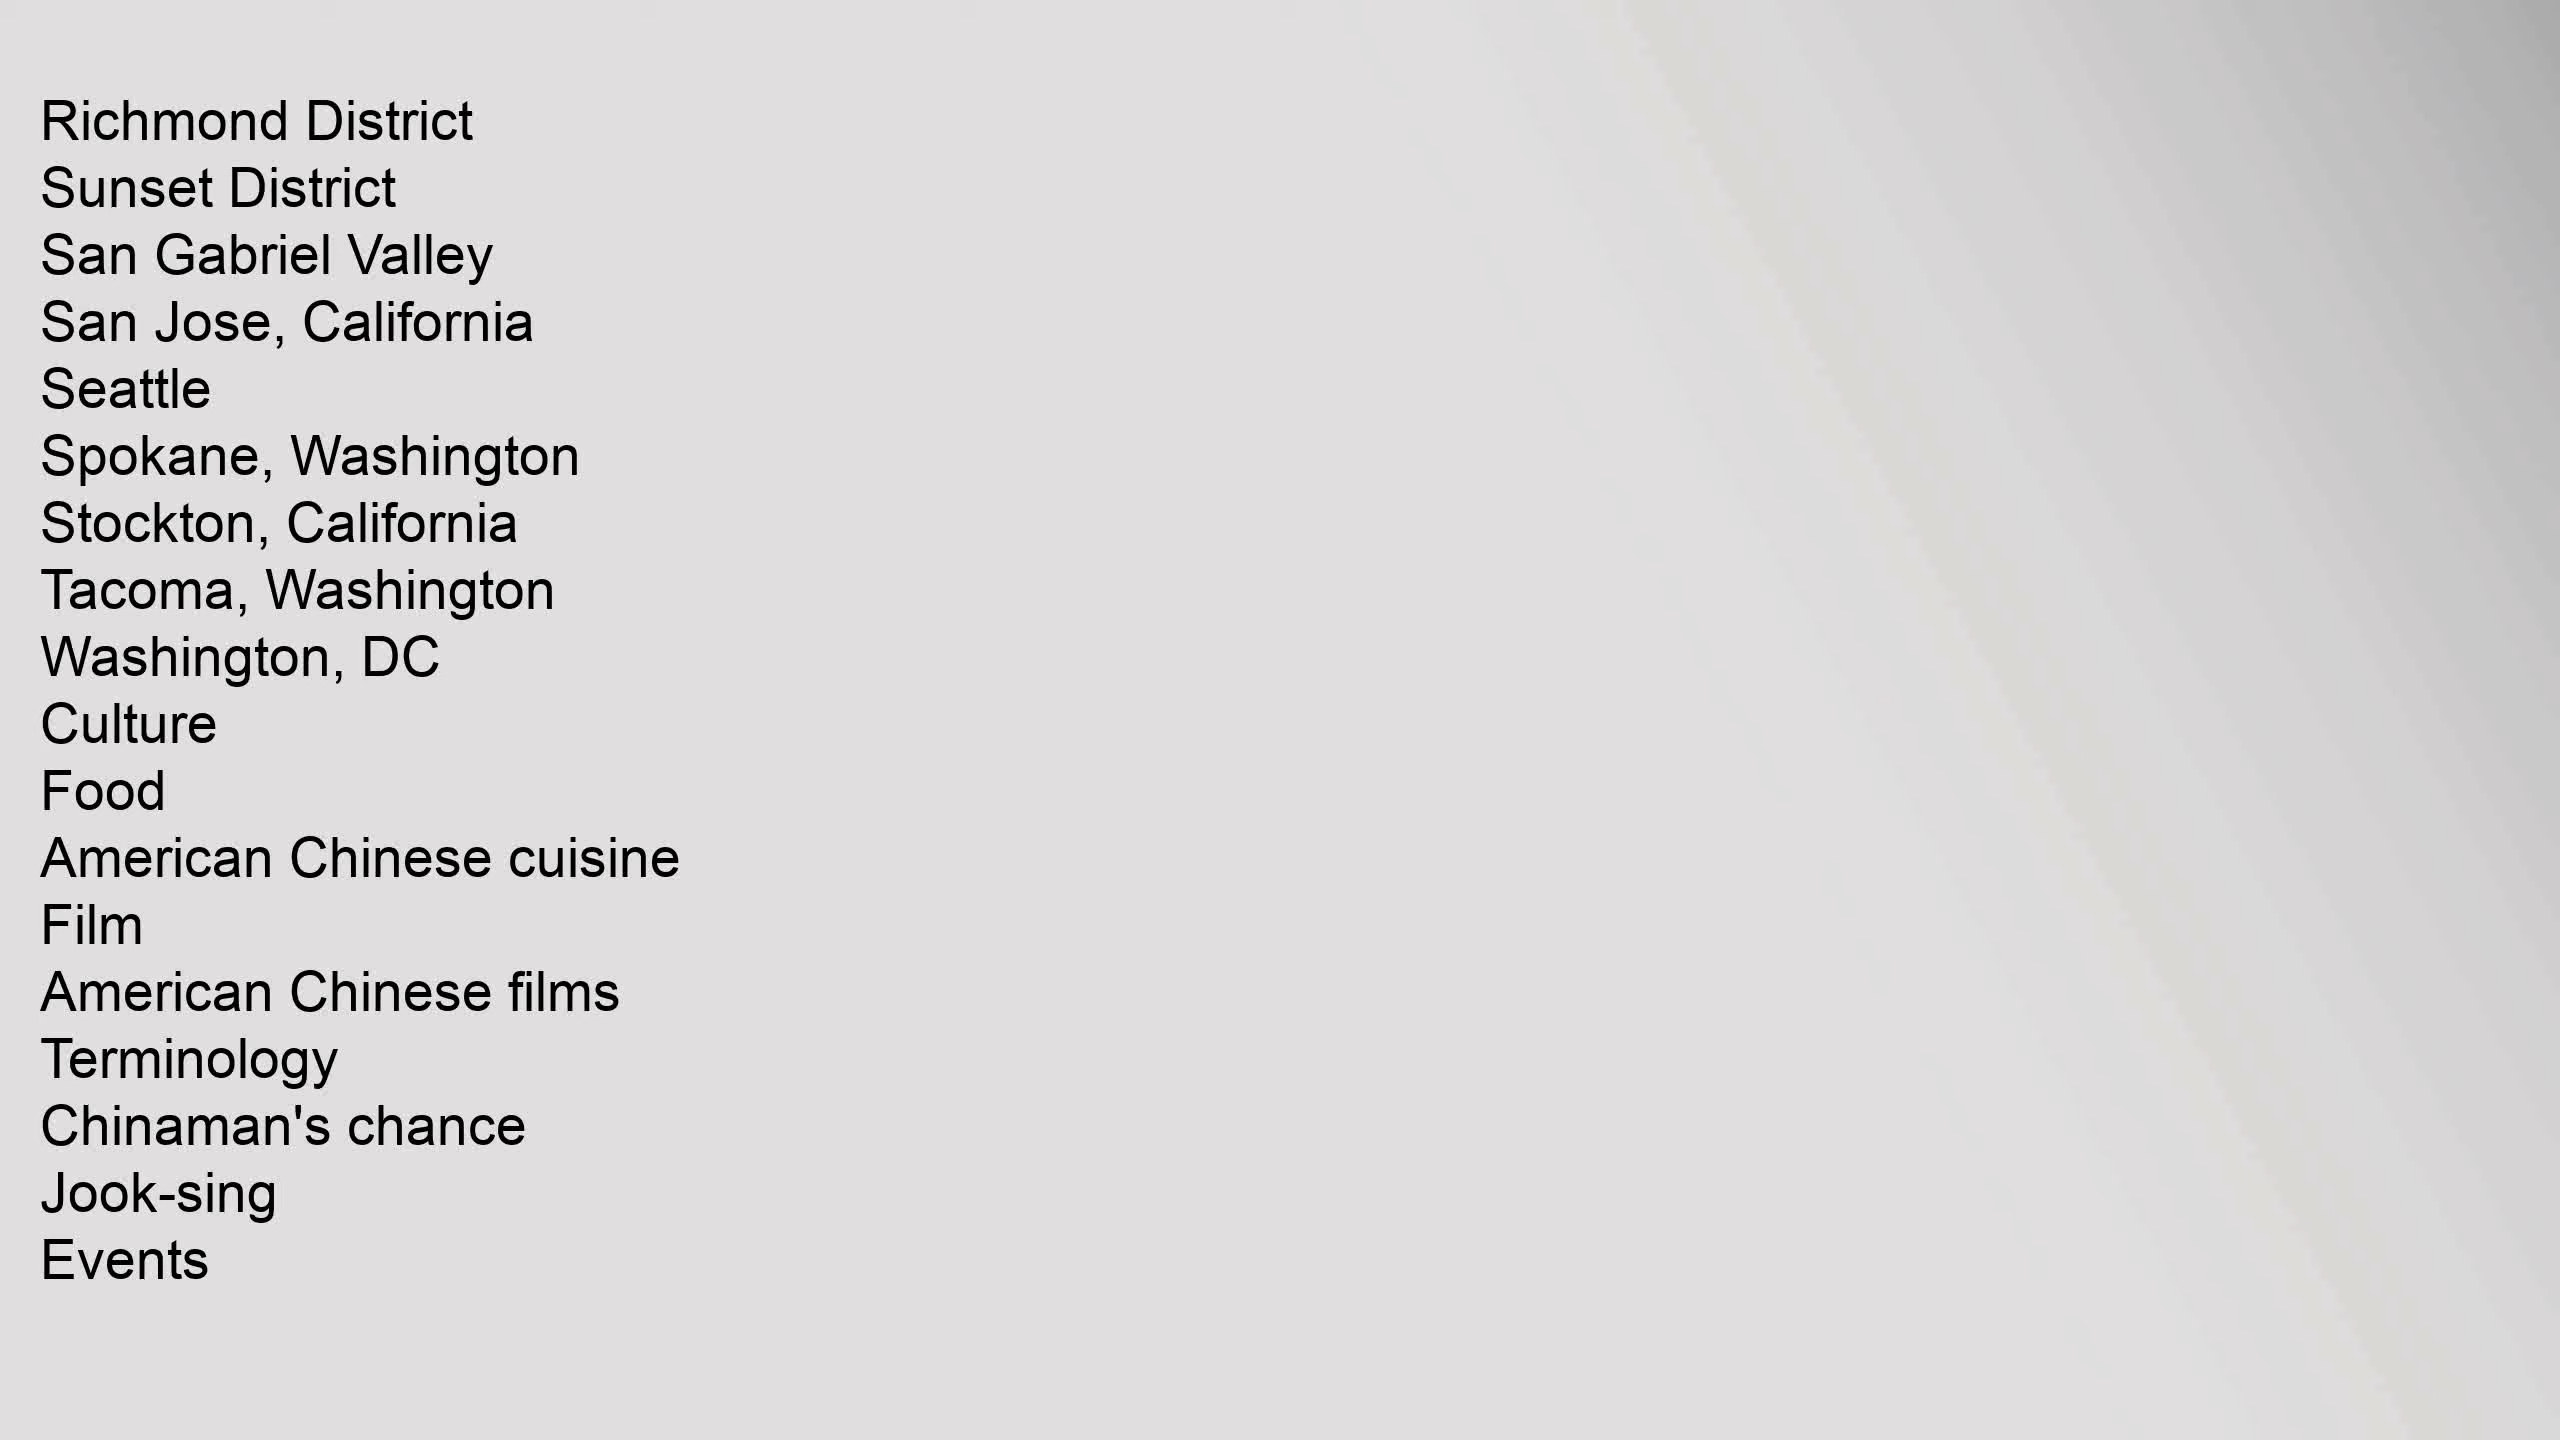 Richmond District
Sunset District
San Gabriel Valley
San Jose, California
Seattle
Spokane, Washington
Stockton, California
Tacoma, Washington
Washington, DC
Culture
Food
American Chinese cuisine
Film
American Chinese films
Terminology
Chinaman's chance
Jook-sing
Events